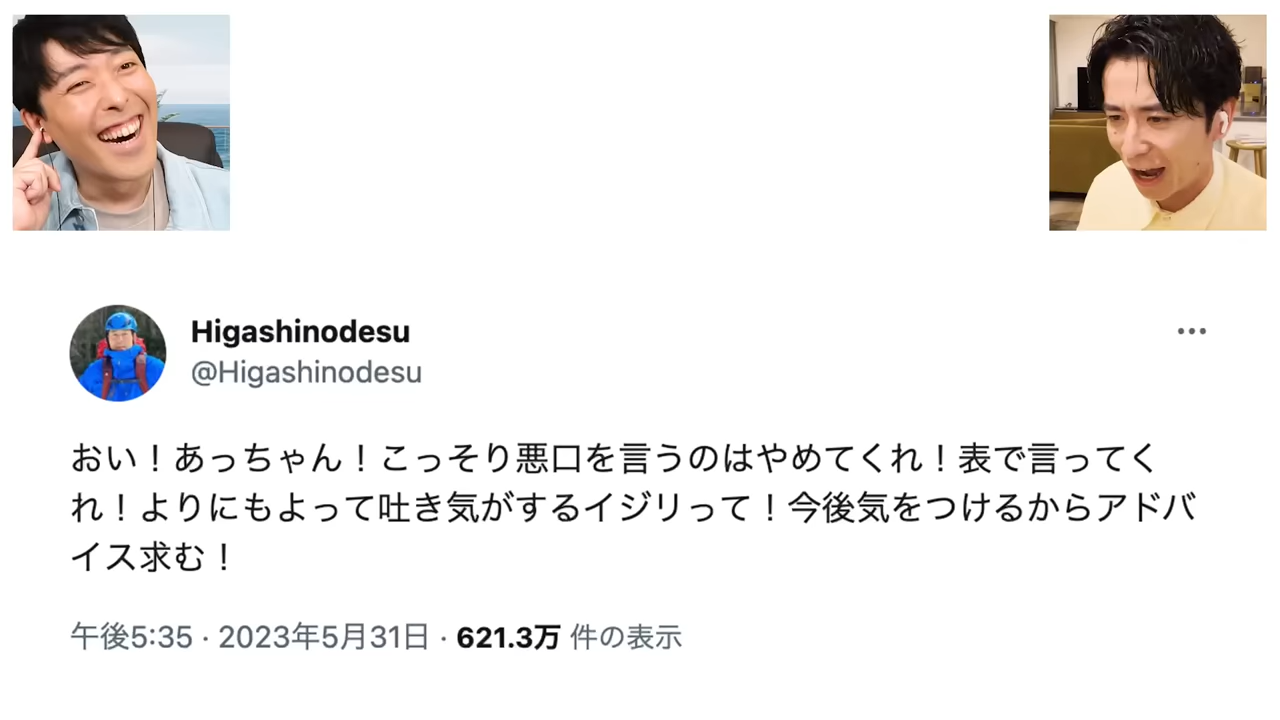 Higashinodesu
@Higashinodesu
おい！あっちゃん！こっそり悪口を言うのはやめてくれ！表で言ってく
れ！よりにもよって吐き気がするイジリって！今後気をつけるからアドバ
イス求む！
午後5:35 · 2023年5月31日 · 621.3万 件の表示